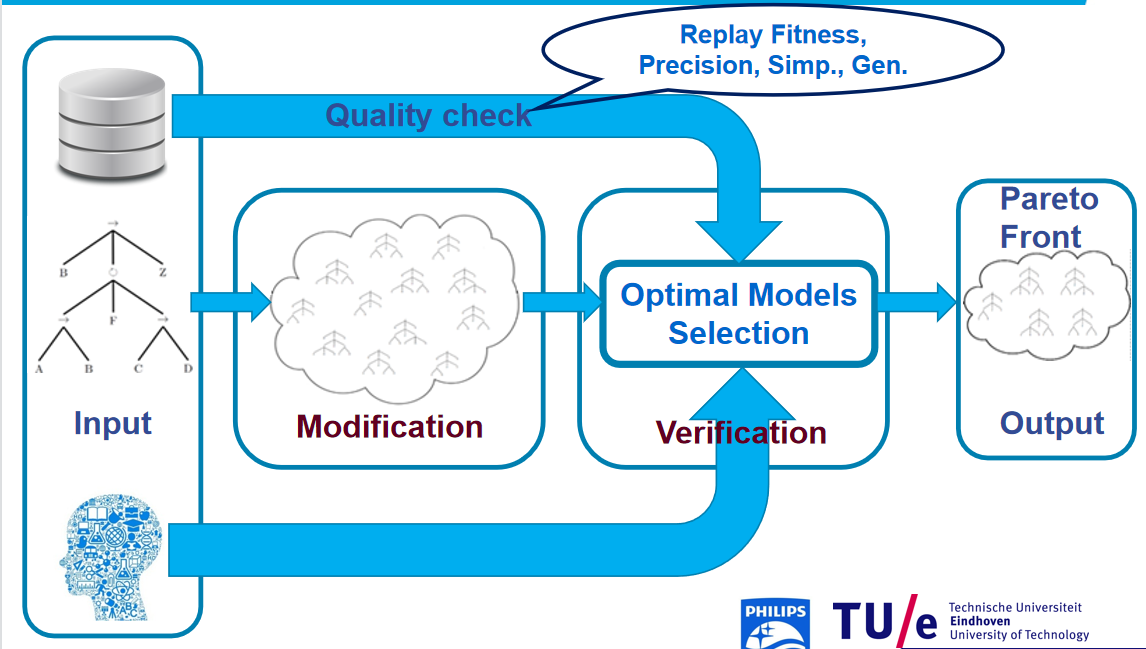 Replay Fitness,
Precision, Simp., Gen.
Quality check
→
B ↻ Z
→ F →
A B C D
Input
Modification
Optimal Models
Selection
Verification
Pareto
Front
Output
PHILIPS
TU/e
Technische Universiteit
Eindhoven
University of Technology